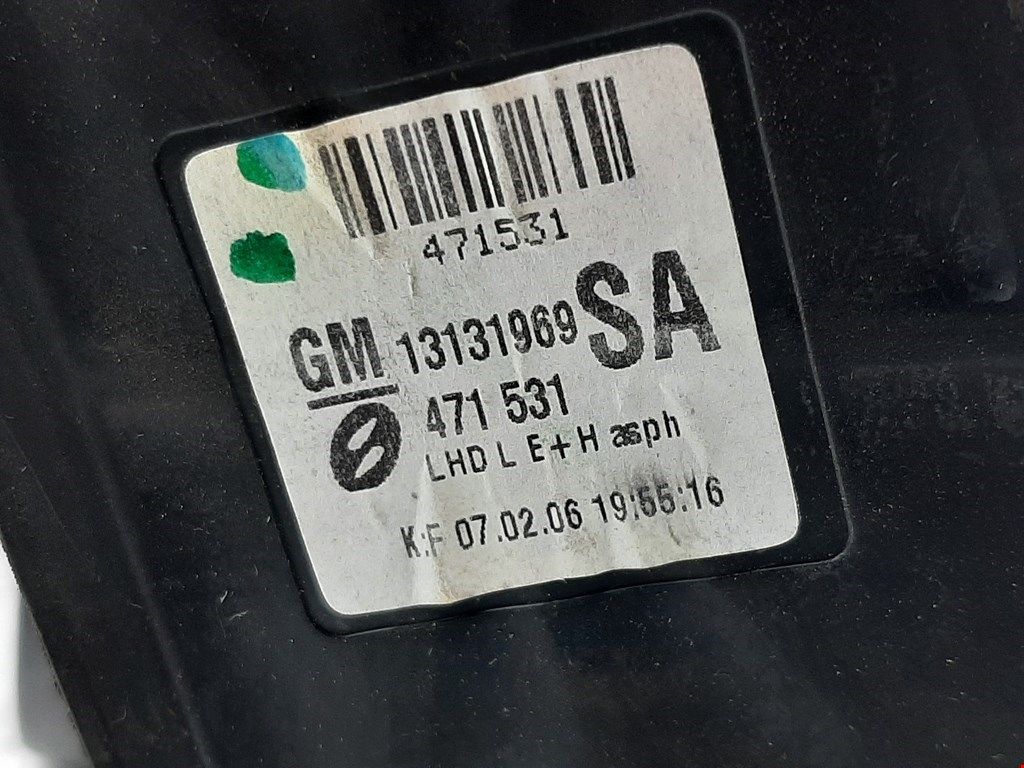 471531
GM 13131969 SA
471 531
LHD L E+H asph
K:F 07.02.06 19:55:16